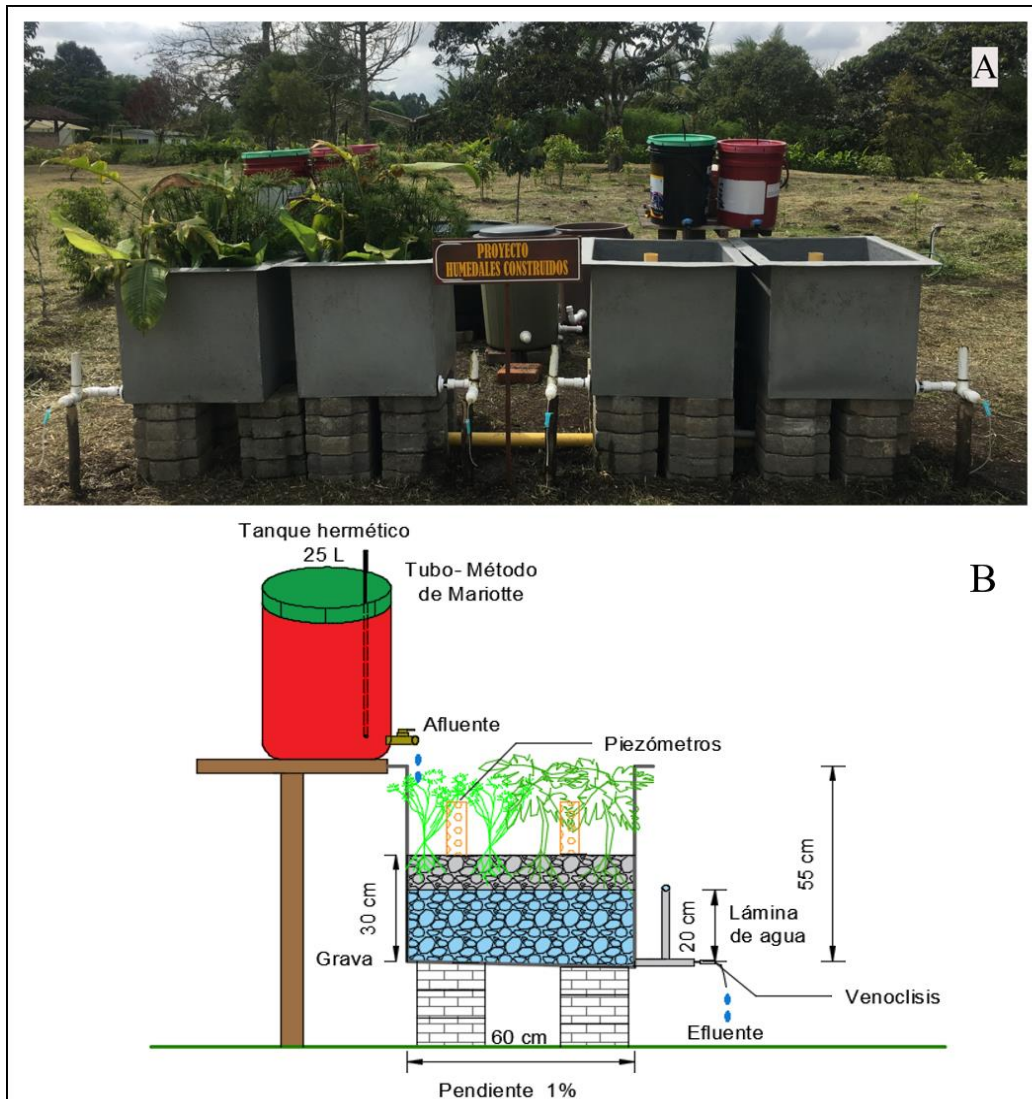 A
PROYECTO
HUMEDALES CONSTRUIDOS
Tanque hermético
25 L
Tubo- Método
de Mariotte
B
Afluente
Piezómetros
30 cm
Grava
20 cm
Lámina
de agua
55 cm
Venoclisis
Efluente
60 cm
Pendiente 1%